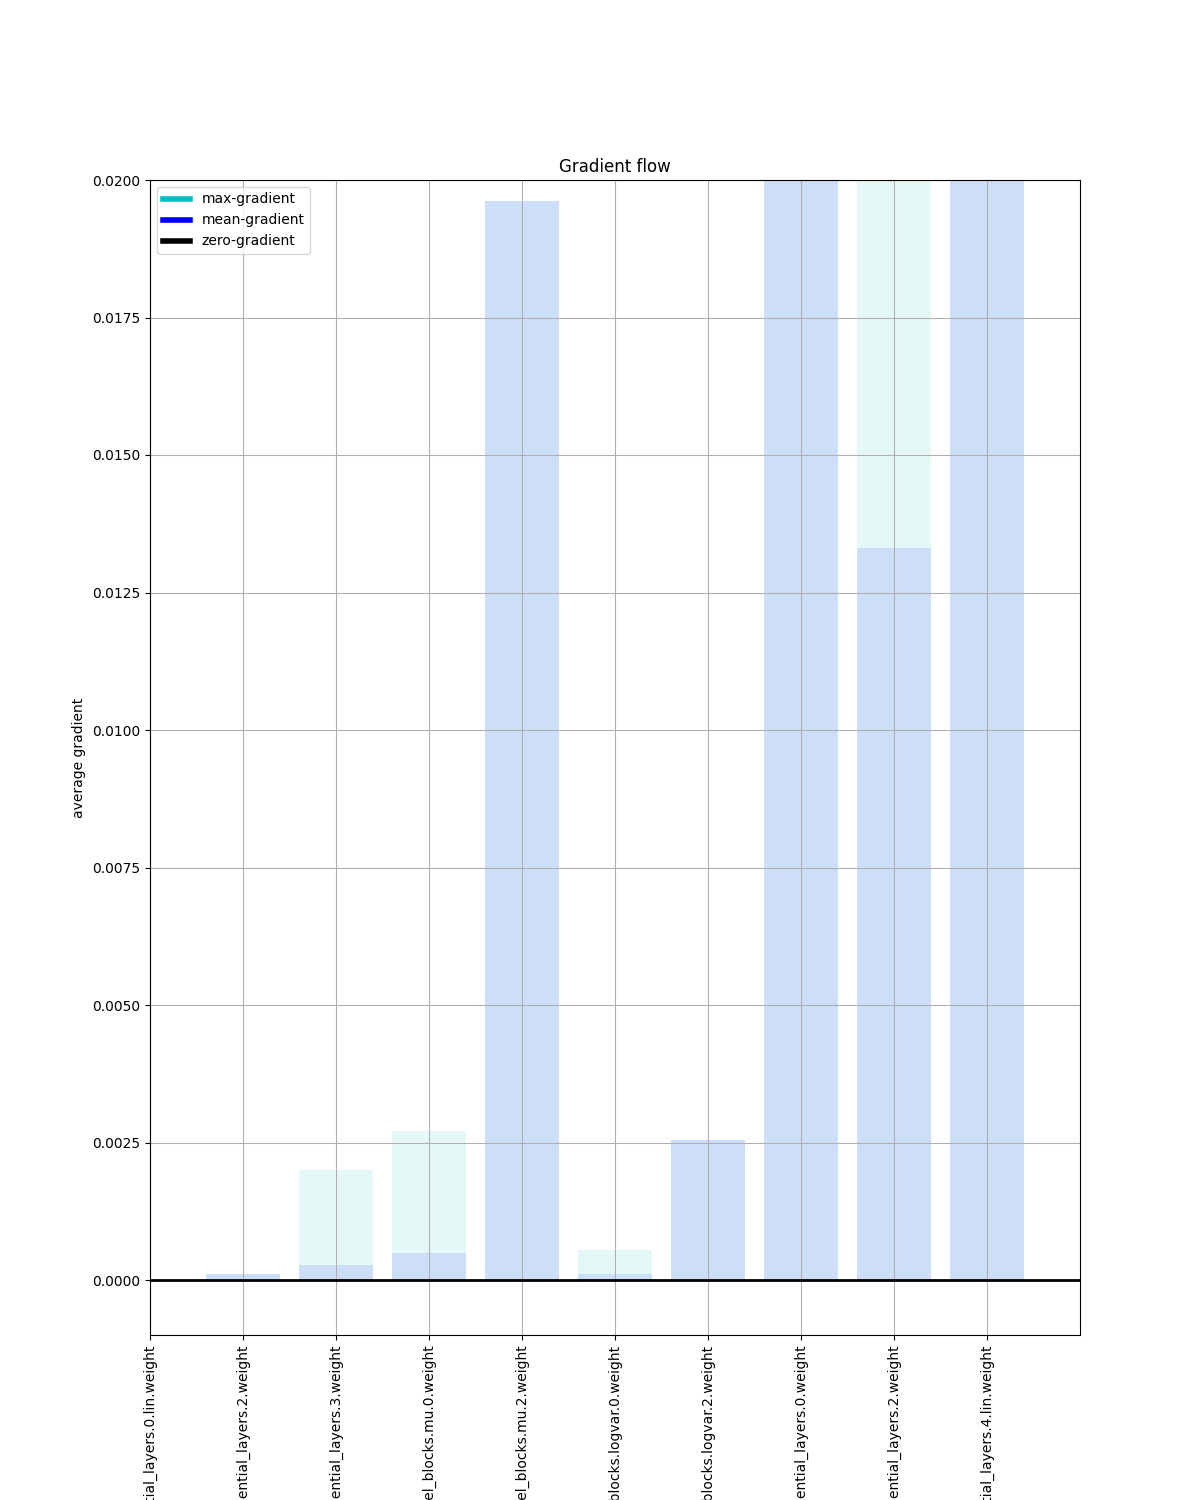 Gradient flow
max-gradient
mean-gradient
zero-gradient
0.0200
0.0175
0.0150
0.0125
0.0100
0.0075
0.0050
0.0025
0.0000
average gradient
tial_layers.0.lin.weight
ential_layers.2.weight
ential_layers.3.weight
el_blocks.mu.0.weight
el_blocks.mu.2.weight
blocks.logvar.0.weight
blocks.logvar.2.weight
ential_layers.0.weight
ential_layers.2.weight
tial_layers.4.lin.weight